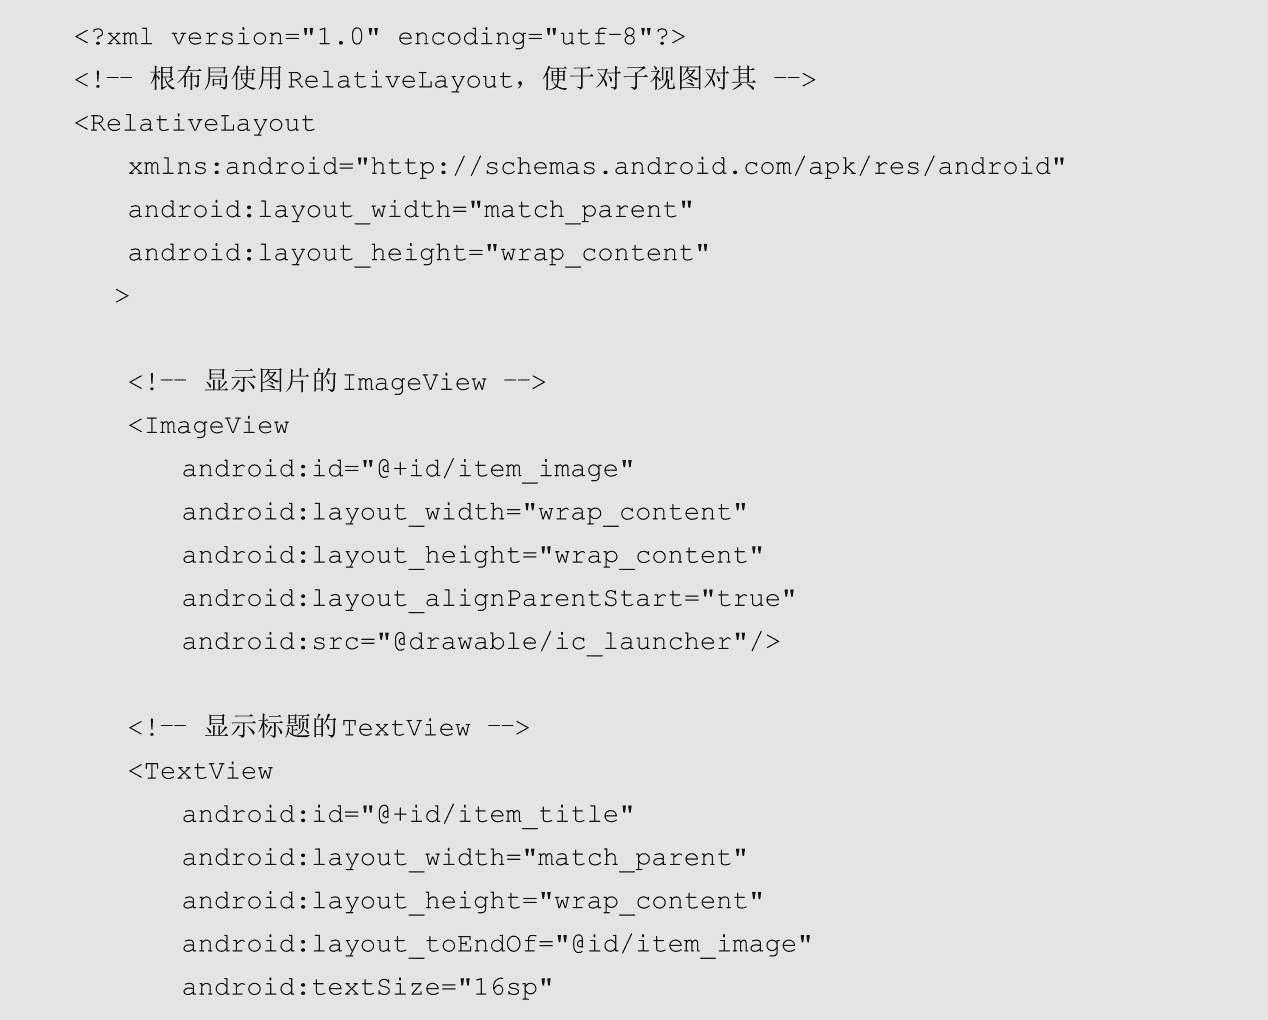 <?xml version="1.0" encoding="utf-8"?>
<!-- 根布局使用RelativeLayout，便于对子视图对其 -->
<RelativeLayout
    xmlns:android="http://schemas.android.com/apk/res/android"
    android:layout_width="match_parent"
    android:layout_height="wrap_content"
   >
    <!-- 显示图片的ImageView -->
    <ImageView
        android:id="@+id/item_image"
        android:layout_width="wrap_content"
        android:layout_height="wrap_content"
        android:layout_alignParentStart="true"
        android:src="@drawable/ic_launcher"/>
    <!-- 显示标题的TextView -->
    <TextView
        android:id="@+id/item_title"
        android:layout_width="match_parent"
        android:layout_height="wrap_content"
        android:layout_toEndOf="@id/item_image"
        android:textSize="16sp"